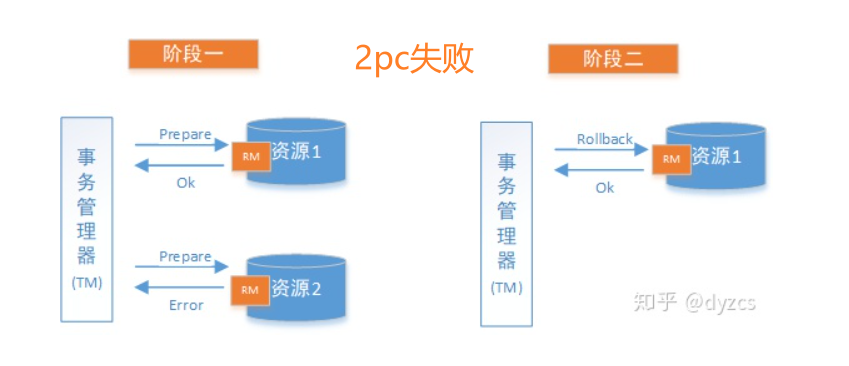 2pc失败
阶段一
事务管理器
(TM)
Prepare
Ok
RM
资源1
Prepare
Error
RM
资源2
阶段二
事务管理器
(TM)
Rollback
Ok
RM
资源1
知乎 @dyzcs